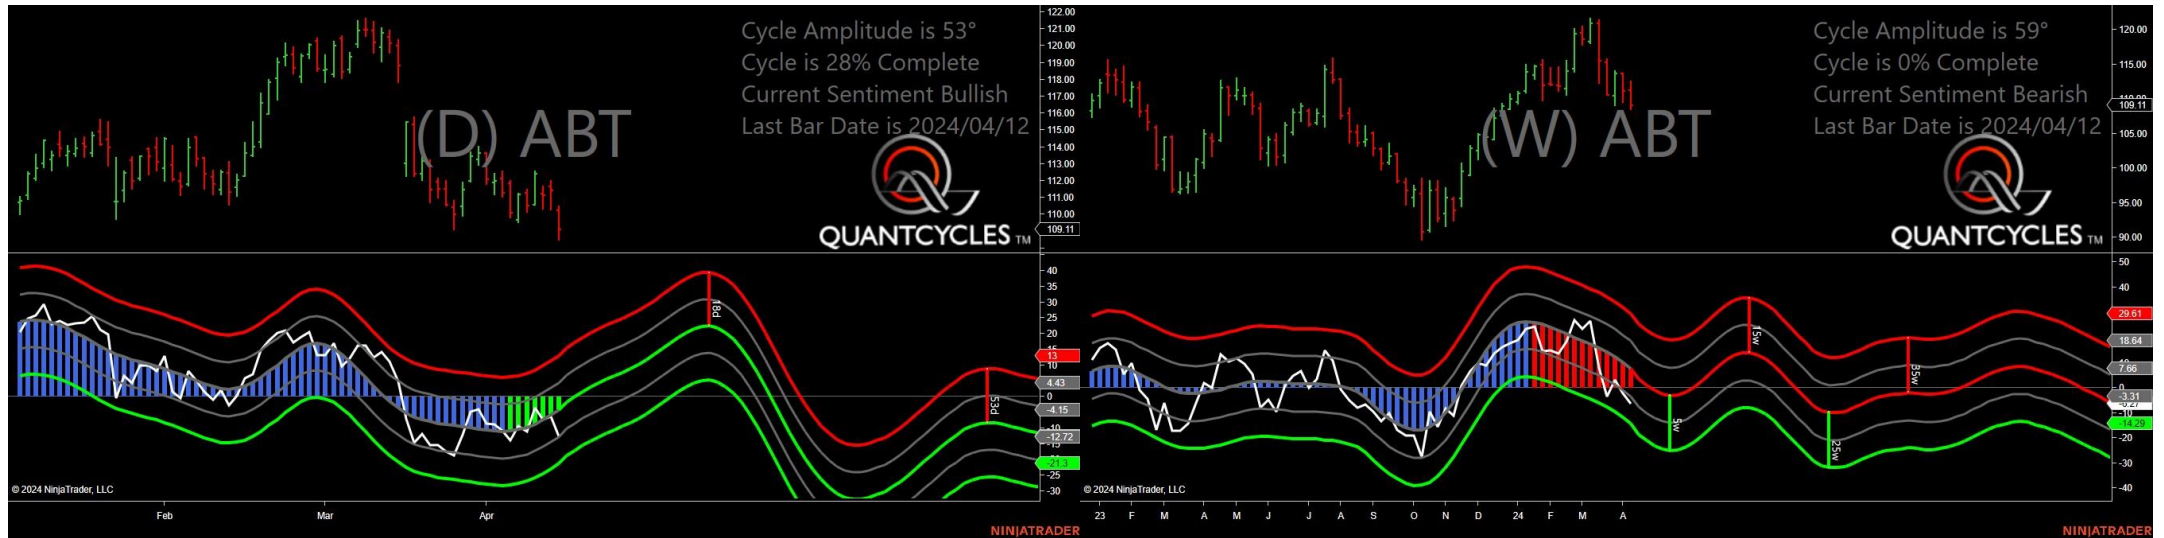 Cycle Amplitude is 53°
Cycle is 28% Complete
Current Sentiment Bullish
Last Bar Date is 2024/04/12
(D) ABT
QUANTCYCLES TM
122.00
121.00
120.00
119.00
118.00
117.00
116.00
115.00
114.00
113.00
112.00
111.00
110.00
109.11
18d
53d
40
35
30
25
20
13
4.43
0
-4.15
-12.72
-21.3
-25
-30
© 2024 NinjaTrader, LLC
Feb Mar Apr
NINJATRADER
Cycle Amplitude is 59°
Cycle is 0% Complete
Current Sentiment Bearish
Last Bar Date is 2024/04/12
(W) ABT
QUANTCYCLES TM
120.00
115.00
109.11
105.00
100.00
95.00
90.00
15w
5w
25w
35w
50
40
29.61
18.64
7.66
0
-3.31
-10
-14.29
-20
-30
-40
© 2024 NinjaTrader, LLC
23 F M A M J J A S O N D 24 F M A
NINJATRADER